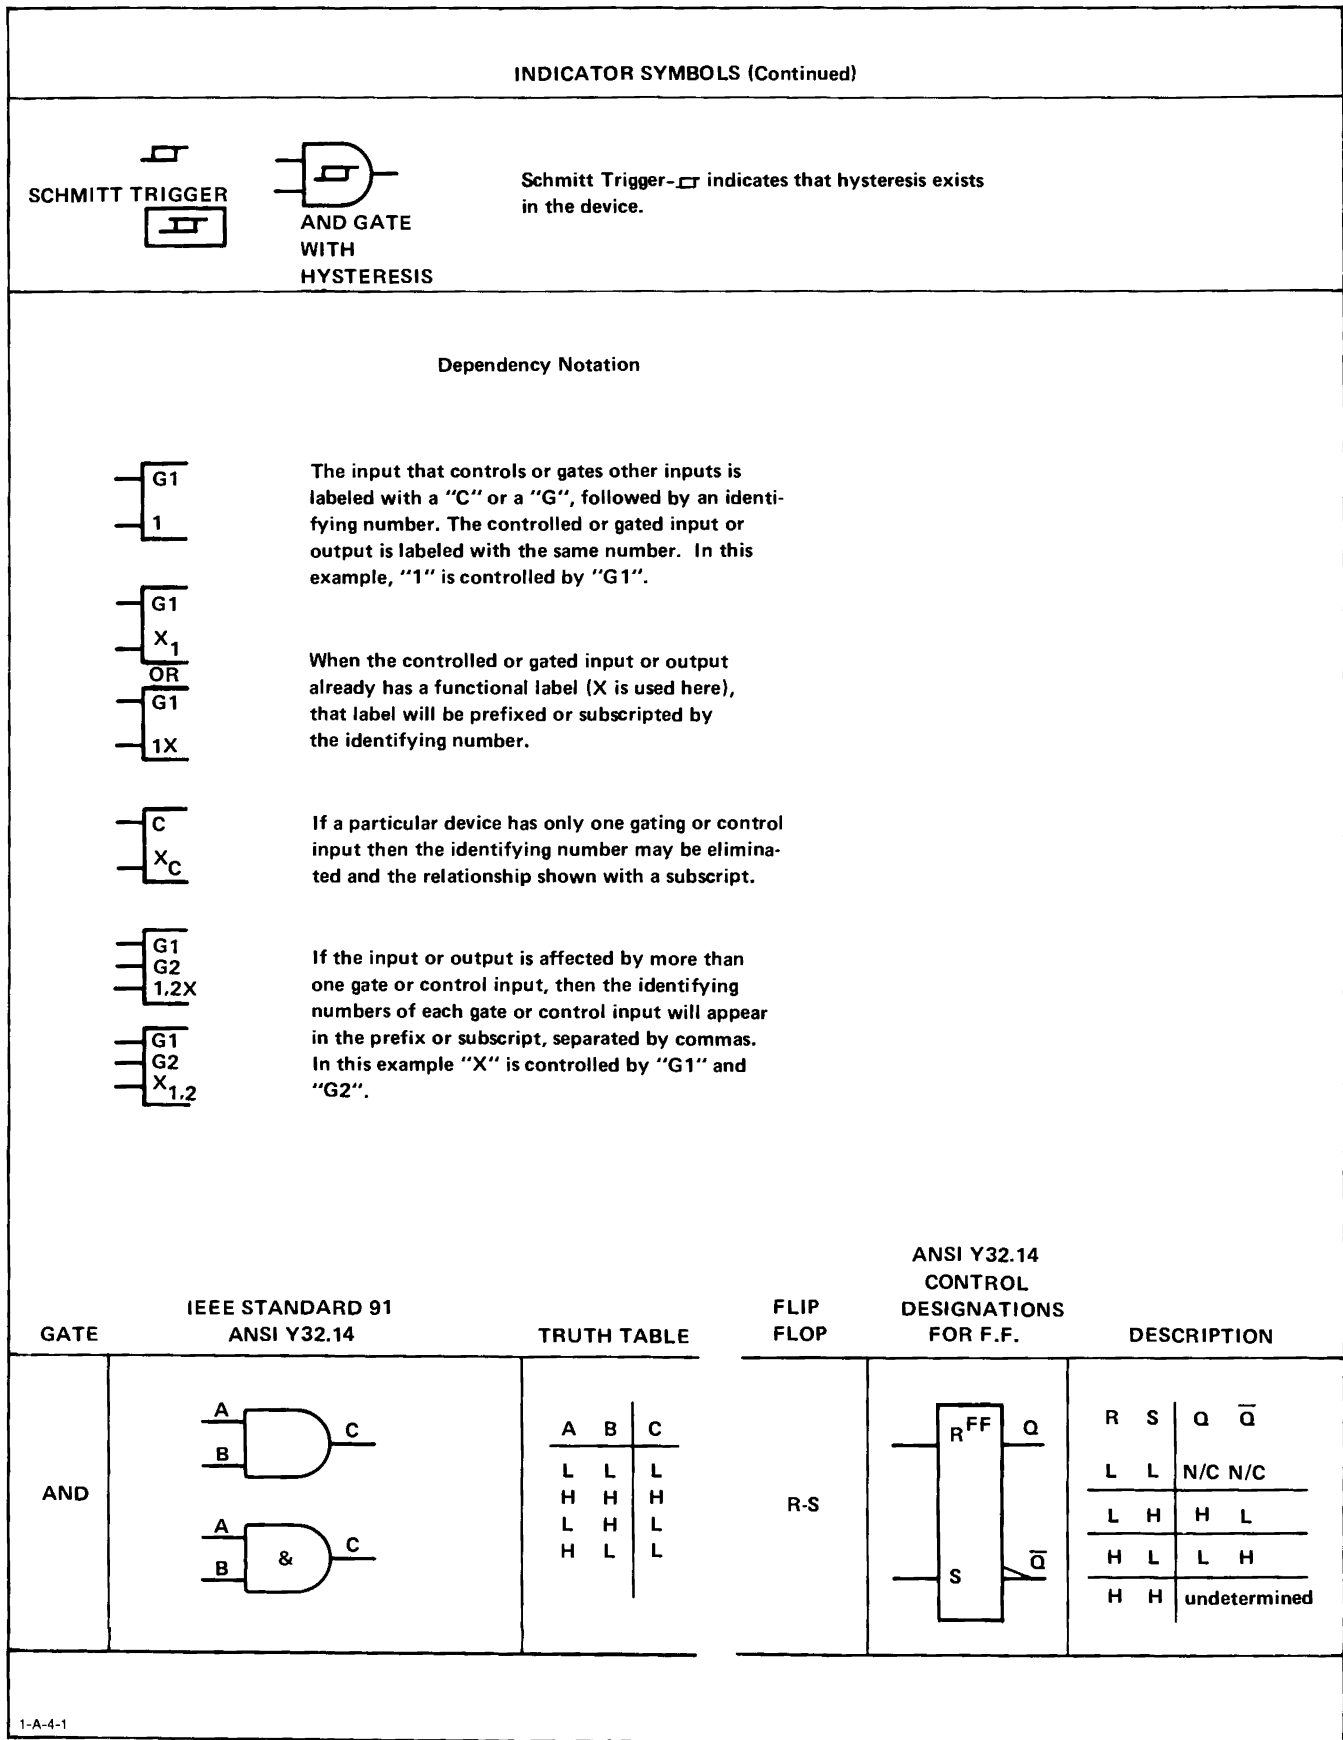 INDICATOR SYMBOLS (Continued)
SCHMITT TRIGGER
AND GATE
WITH
HYSTERESIS
Schmitt Trigger- indicates that hysteresis exists
in the device.
Dependency Notation
G1
1
The input that controls or gates other inputs is
labeled with a "C" or a "G", followed by an identi-
fying number. The controlled or gated input or
output is labeled with the same number. In this
example, "1" is controlled by "G1".
G1
X1
OR
G1
1X
When the controlled or gated input or output
already has a functional label (X is used here),
that label will be prefixed or subscripted by
the identifying number.
C
XC
If a particular device has only one gating or control
input then the identifying number may be elimina-
ted and the relationship shown with a subscript.
G1
G2
1,2X
G1
G2
X1,2
If the input or output is affected by more than
one gate or control input, then the identifying
numbers of each gate or control input will appear
in the prefix or subscript, separated by commas.
In this example "X" is controlled by "G1" and
"G2".
GATE
IEEE STANDARD 91
ANSI Y32.14
TRUTH TABLE
AND
A
B
C
A
B
&
C
A B C
L L L
H H H
L H L
H L L
FLIP
FLOP
ANSI Y32.14
CONTROL
DESIGNATIONS
FOR F.F.
DESCRIPTION
R-S
R FF Q
S Q̅
R S Q Q̅
L L N/C N/C
L H H L
H L L H
H H undetermined
1-A-4-1